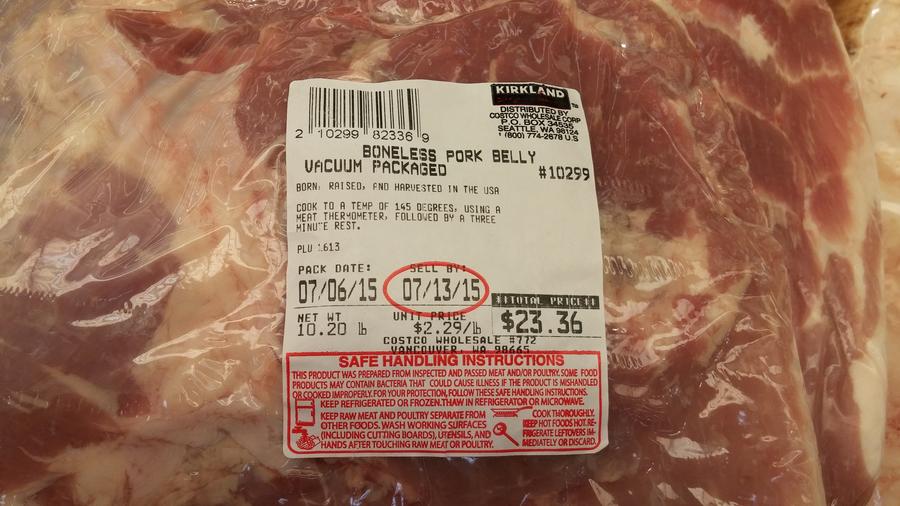 KIRKLAND
DISTRIBUTED BY
COSTCO WHOLESALE CORP
P.O. BOX 34535
SEATTLE, WA 98124
1 (800) 774-2678 U.S
2 10299 82336 9
BONELESS PORK BELLY
VACUUM PACKAGED #10299
BORN, RAISED, AND HARVESTED IN THE USA
COOK TO A TEMP OF 145 DEGREES, USING A
MEAT THERMOMETER, FOLLOWED BY A THREE
MINUTE REST.
PLU 1613
PACK DATE: SELL BY:
07/06/15 07/13/15
**TOTAL PRICE**
NET WT UNIT PRICE
10.20 lb $2.29/lb $23.36
COSTCO WHOLESALE #772
VANCOUVER, WA 98665
SAFE HANDLING INSTRUCTIONS
THIS PRODUCT WAS PREPARED FROM INSPECTED AND PASSED MEAT AND/OR POULTRY. SOME FOOD
PRODUCTS MAY CONTAIN BACTERIA THAT COULD CAUSE ILLNESS IF THE PRODUCT IS MISHANDLED
OR COOKED IMPROPERLY. FOR YOUR PROTECTION, FOLLOW THESE SAFE HANDLING INSTRUCTIONS.
KEEP REFRIGERATED OR FROZEN. THAW IN REFRIGERATOR OR MICROWAVE.
KEEP RAW MEAT AND POULTRY SEPARATE FROM
OTHER FOODS. WASH WORKING SURFACES
(INCLUDING CUTTING BOARDS), UTENSILS, AND
HANDS AFTER TOUCHING RAW MEAT OR POULTRY.
COOK THOROUGHLY.
KEEP HOT FOODS HOT. RE-
FRIGERATE LEFTOVERS IM-
MEDIATELY OR DISCARD.